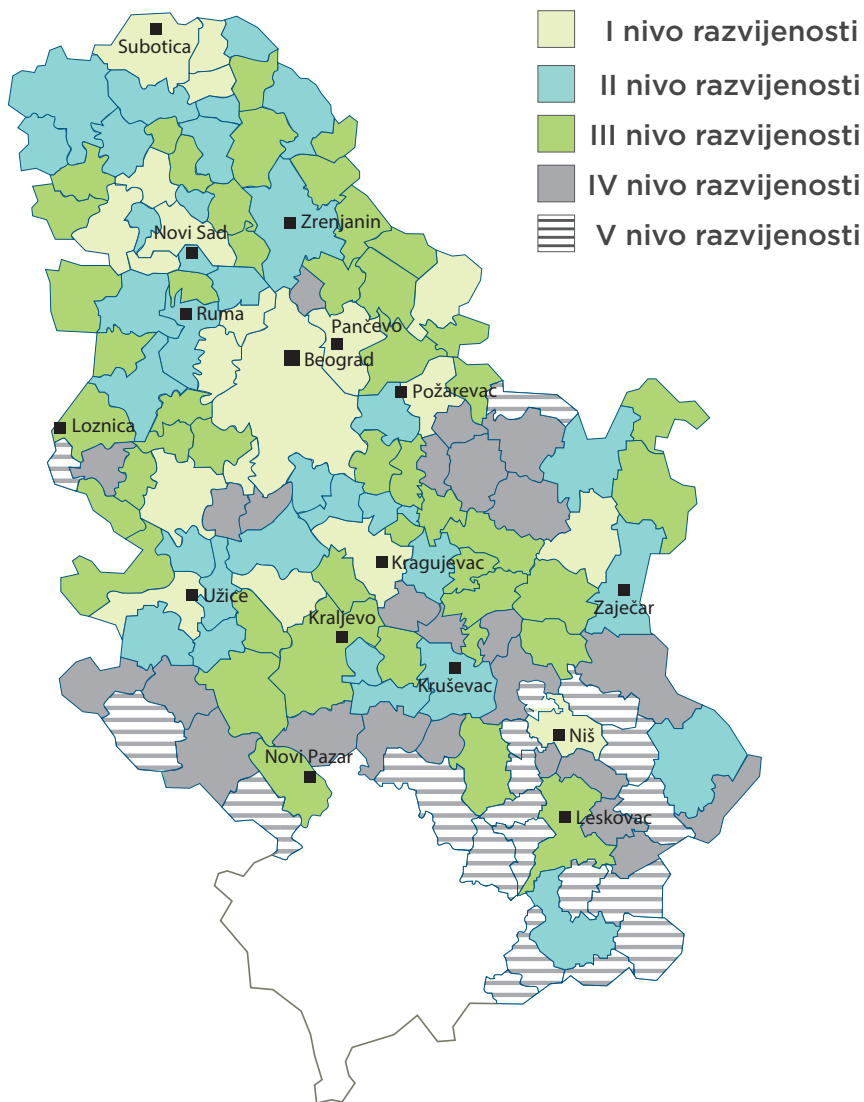 I nivo razvijenosti
II nivo razvijenosti
III nivo razvijenosti
IV nivo razvijenosti
V nivo razvijenosti
Subotica
Zrenjanin
Novi Sad
Ruma
Pančevo
Beograd
Požarevac
Loznica
Kragujevac
Užice
Zaječar
Kraljevo
Kruševac
Niš
Novi Pazar
Leskovac